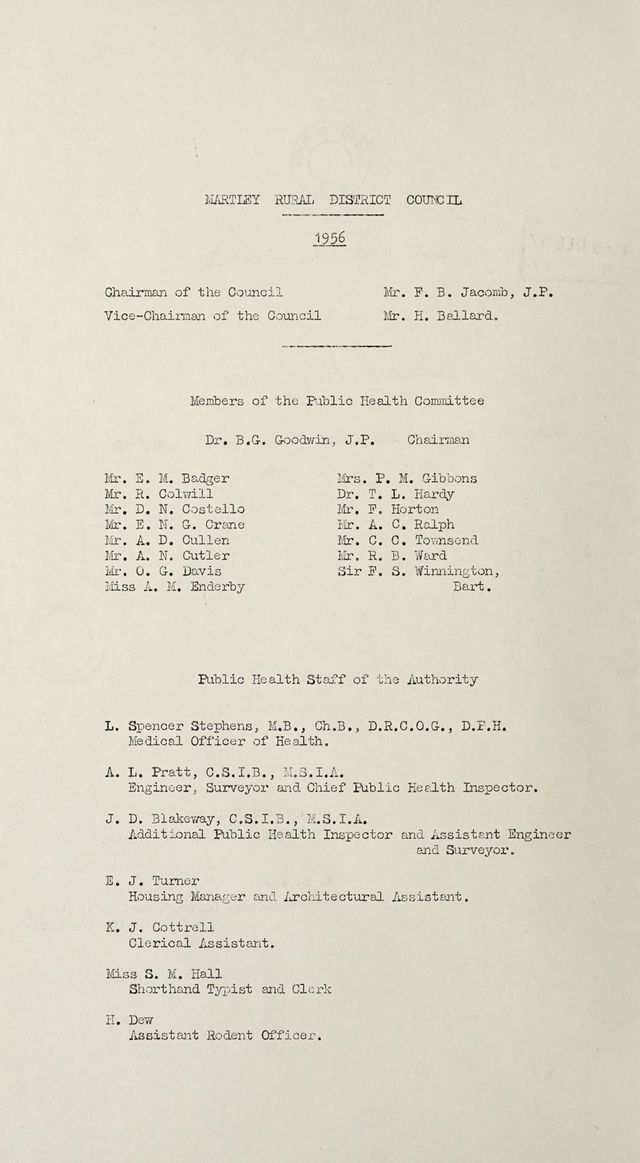 MARTLEY RURAL DISTRICT COUNCIL
1956
Chairman of the Council Mr. F. B. Jacomb, J.P.
Vice-Chairman of the Council Mr. H. Ballard.
Members of the Public Health Committee
Dr. B.G. Goodwin, J.P. Chairman
Mr. E. M. Badger Mrs. P. M. Gibbons
Mr. R. Colwill Dr. T. L. Hardy
Mr. D. N. Costello Mr. F. Horton
Mr. E. N. G. Crane Mr. A. C. Ralph
Mr. A. D. Cullen Mr. C. C. Townsend
Mr. A. N. Cutler Mr. R. B. Ward
Mr. O. G. Davis Sir F. S. Winnington,
Miss A. M. Enderby Bart.
Public Health Staff of the Authority
L. Spencer Stephens, M.B., Ch.B., D.R.C.O.G., D.P.H.
Medical Officer of Health.
A. L. Pratt, C.S.I.B., M.S.I.A.
Engineer, Surveyor and Chief Public Health Inspector.
J. D. Blakeway, C.S.I.B., M.S.I.A.
Additional Public Health Inspector and Assistant Engineer
and Surveyor.
E. J. Turner
Housing Manager and Architectural Assistant.
K. J. Cottrell
Clerical Assistant.
Miss S. M. Hall
Shorthand Typist and Clerk
H. Dew
Assistant Rodent Officer.